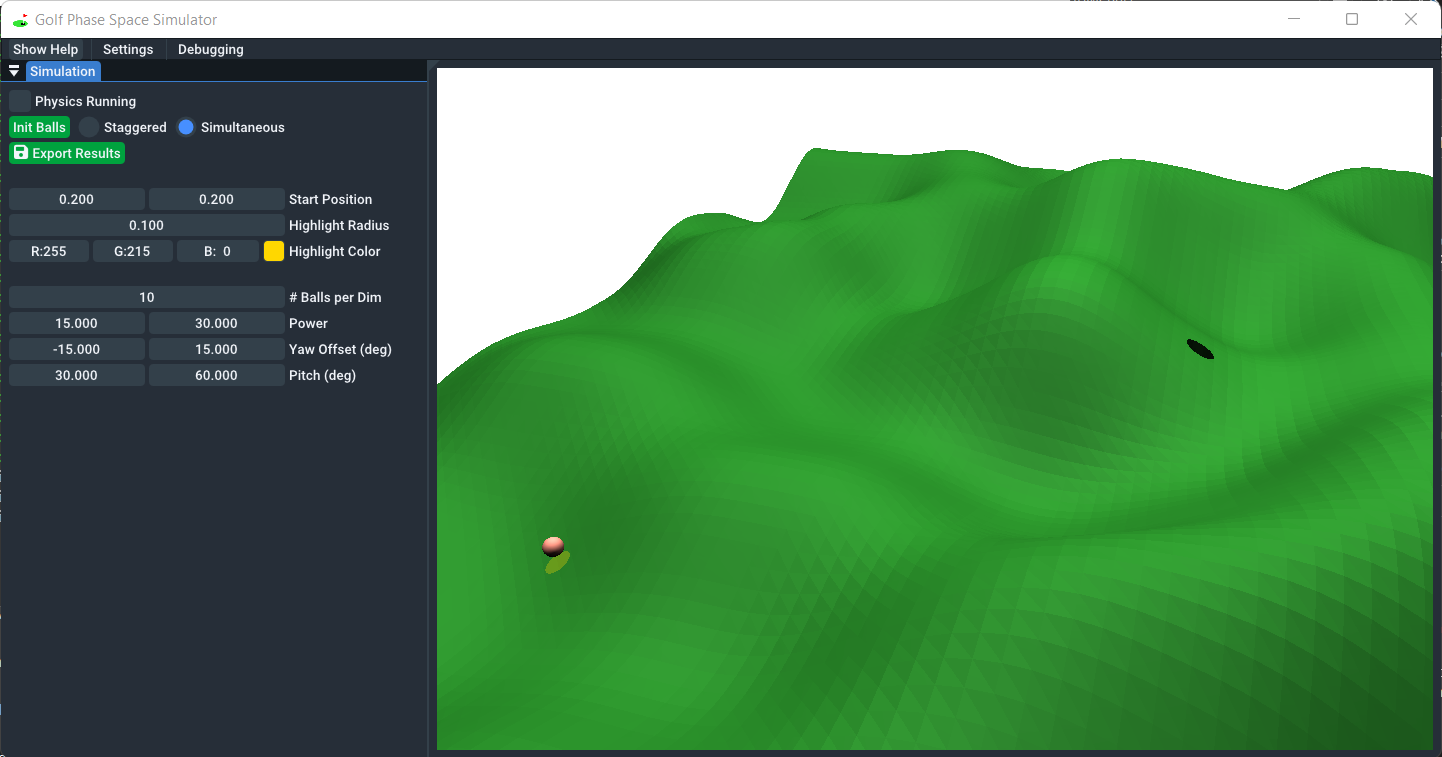 Golf Phase Space Simulator
Show Help Settings Debugging
Simulation
Physics Running
Init Balls Staggered Simultaneous
Export Results
0.200 0.200 Start Position
0.100 Highlight Radius
R:255 G:215 B: 0 Highlight Color
10 # Balls per Dim
15.000 30.000 Power
-15.000 15.000 Yaw Offset (deg)
30.000 60.000 Pitch (deg)